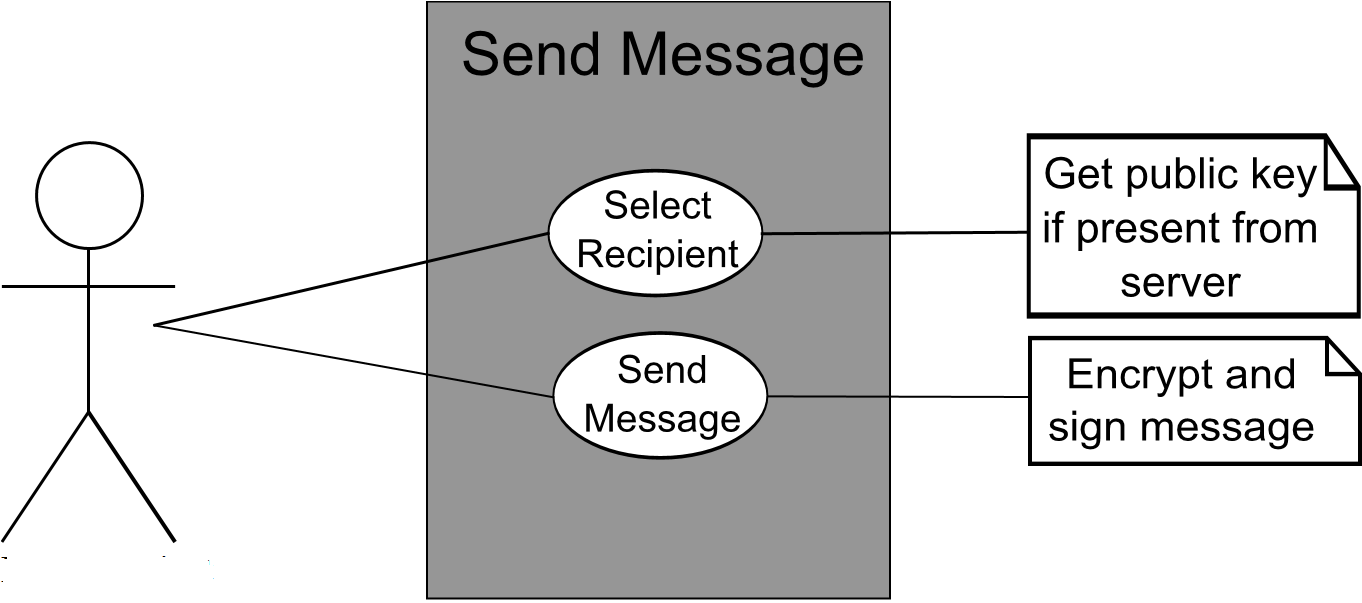 Send Message
Select
Recipient
Get public key
if present from
server
Send
Message
Encrypt and
sign message